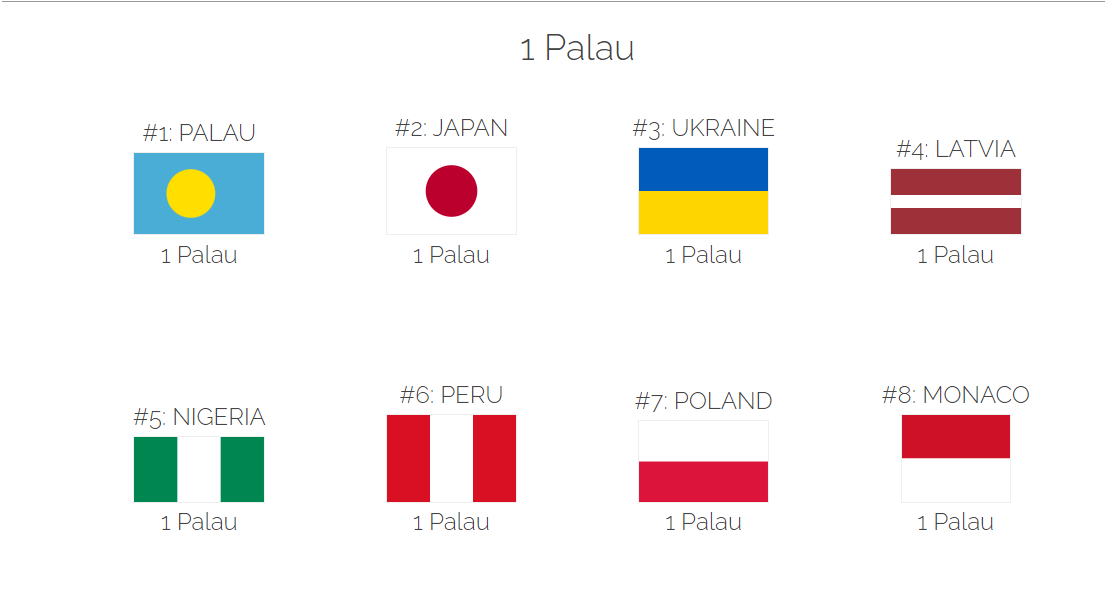 1 Palau
#1: PALAU
1 Palau
#2: JAPAN
1 Palau
#3: UKRAINE
1 Palau
#4: LATVIA
1 Palau
#5: NIGERIA
1 Palau
#6: PERU
1 Palau
#7: POLAND
1 Palau
#8: MONACO
1 Palau